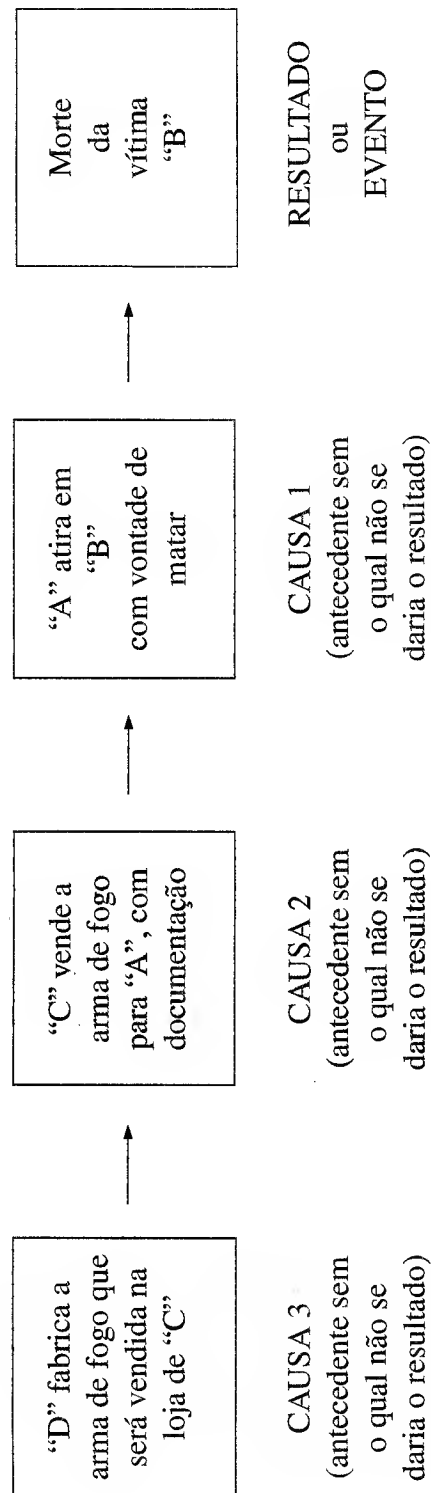 “D” fabrica a
arma de fogo que
será vendida na
loja de “C”
CAUSA 3
(antecedente sem
o qual não se
daria o resultado)
“C” vende a
arma de fogo
para “A”, com
documentação
CAUSA 2
(antecedente sem
o qual não se
daria o resultado)
“A” atira em
“B”
com vontade de
matar
CAUSA 1
(antecedente sem
o qual não se
daria o resultado)
Morte
da
vítima
“B”
RESULTADO
ou
EVENTO